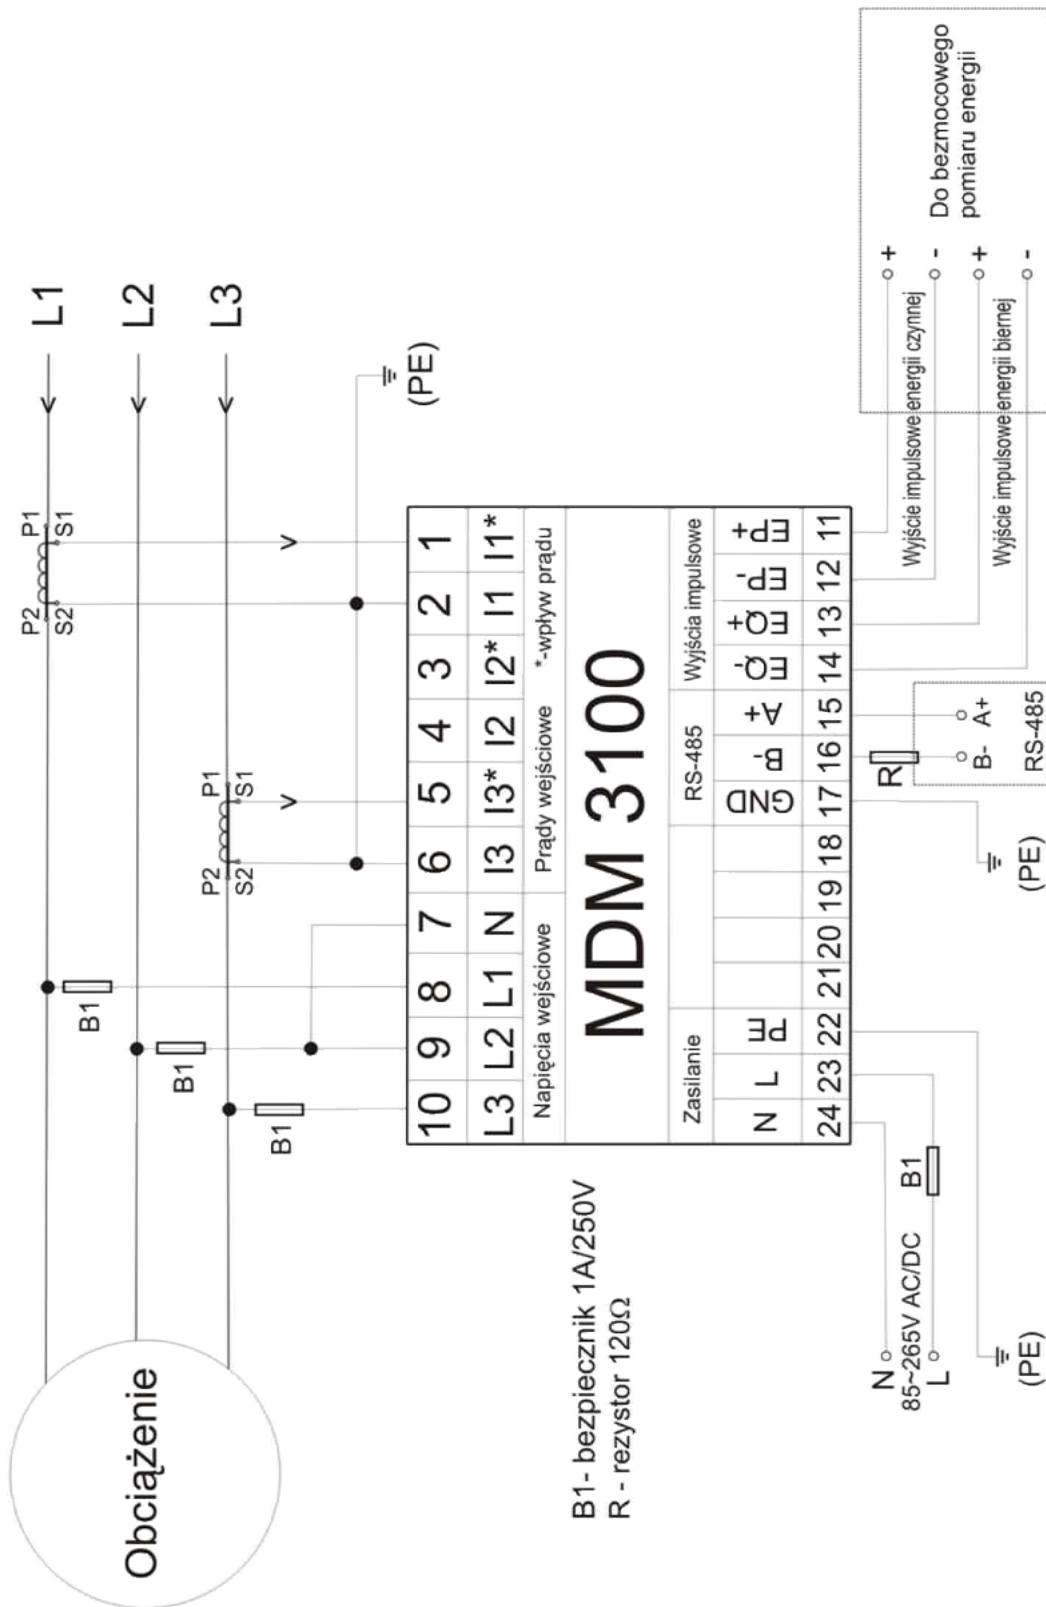 L1
L2
L3
P2 P1
S2 S1
P2 P1
S2 S1
(PE)
Obciążenie
B1
B1
B1
10 9 8 7 6 5 4 3 2 1
L3 L2 L1 N I3 I3* I2 I2* I1 I1*
Napięcia wejściowe
Prądy wejściowe
*-wpływ prądu
MDM 3100
Zasilanie
RS-485
Wyjścia impulsowe
N L PE GND B- A+ EQ- EQ+ EP- EP+
24 23 22 21 20 19 18 17 16 15 14 13 12 11
B1- bezpiecznik 1A/250V
R - rezystor 120Ω
N
85~265V AC/DC
L
B1
(PE)
(PE)
R
B- A+
RS-485
Wyjście impulsowe energii czynnej
Wyjście impulsowe energii biernej
+
-
+
-
Do bezmocowego
pomiaru energii